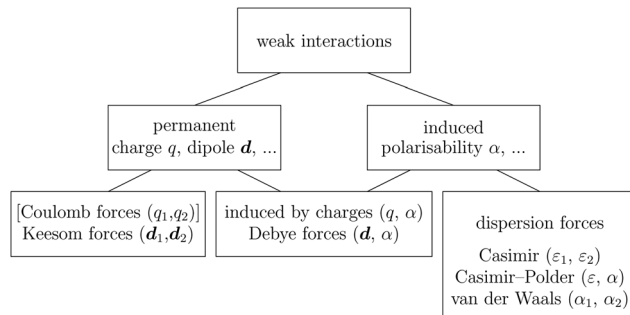 weak interactions
permanent
charge q, dipole d, ...
induced
polarisability α, ...
[Coulomb forces (q₁,q₂)]
Keesom forces (d₁,d₂)
induced by charges (q, α)
Debye forces (d, α)
dispersion forces
Casimir (ε₁, ε₂)
Casimir–Polder (ε, α)
van der Waals (α₁, α₂)